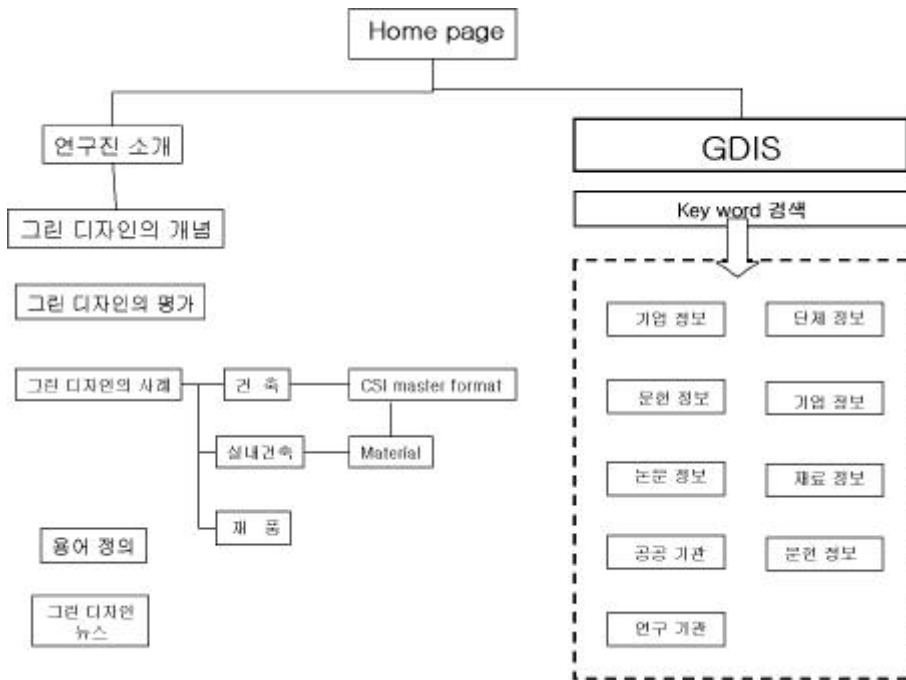 Home page
연구진 소개
그린 디자인의 개념
그린 디자인의 평가
그린 디자인의 사례
건 축
CSI master format
실내건축
Material
재 품
용어 정의
그린 디자인
뉴스
GDIS
Key word 검색
기업 정보
단체 정보
문헌 정보
기업 정보
논문 정보
재료 정보
공공 기관
문헌 정보
연구 기관